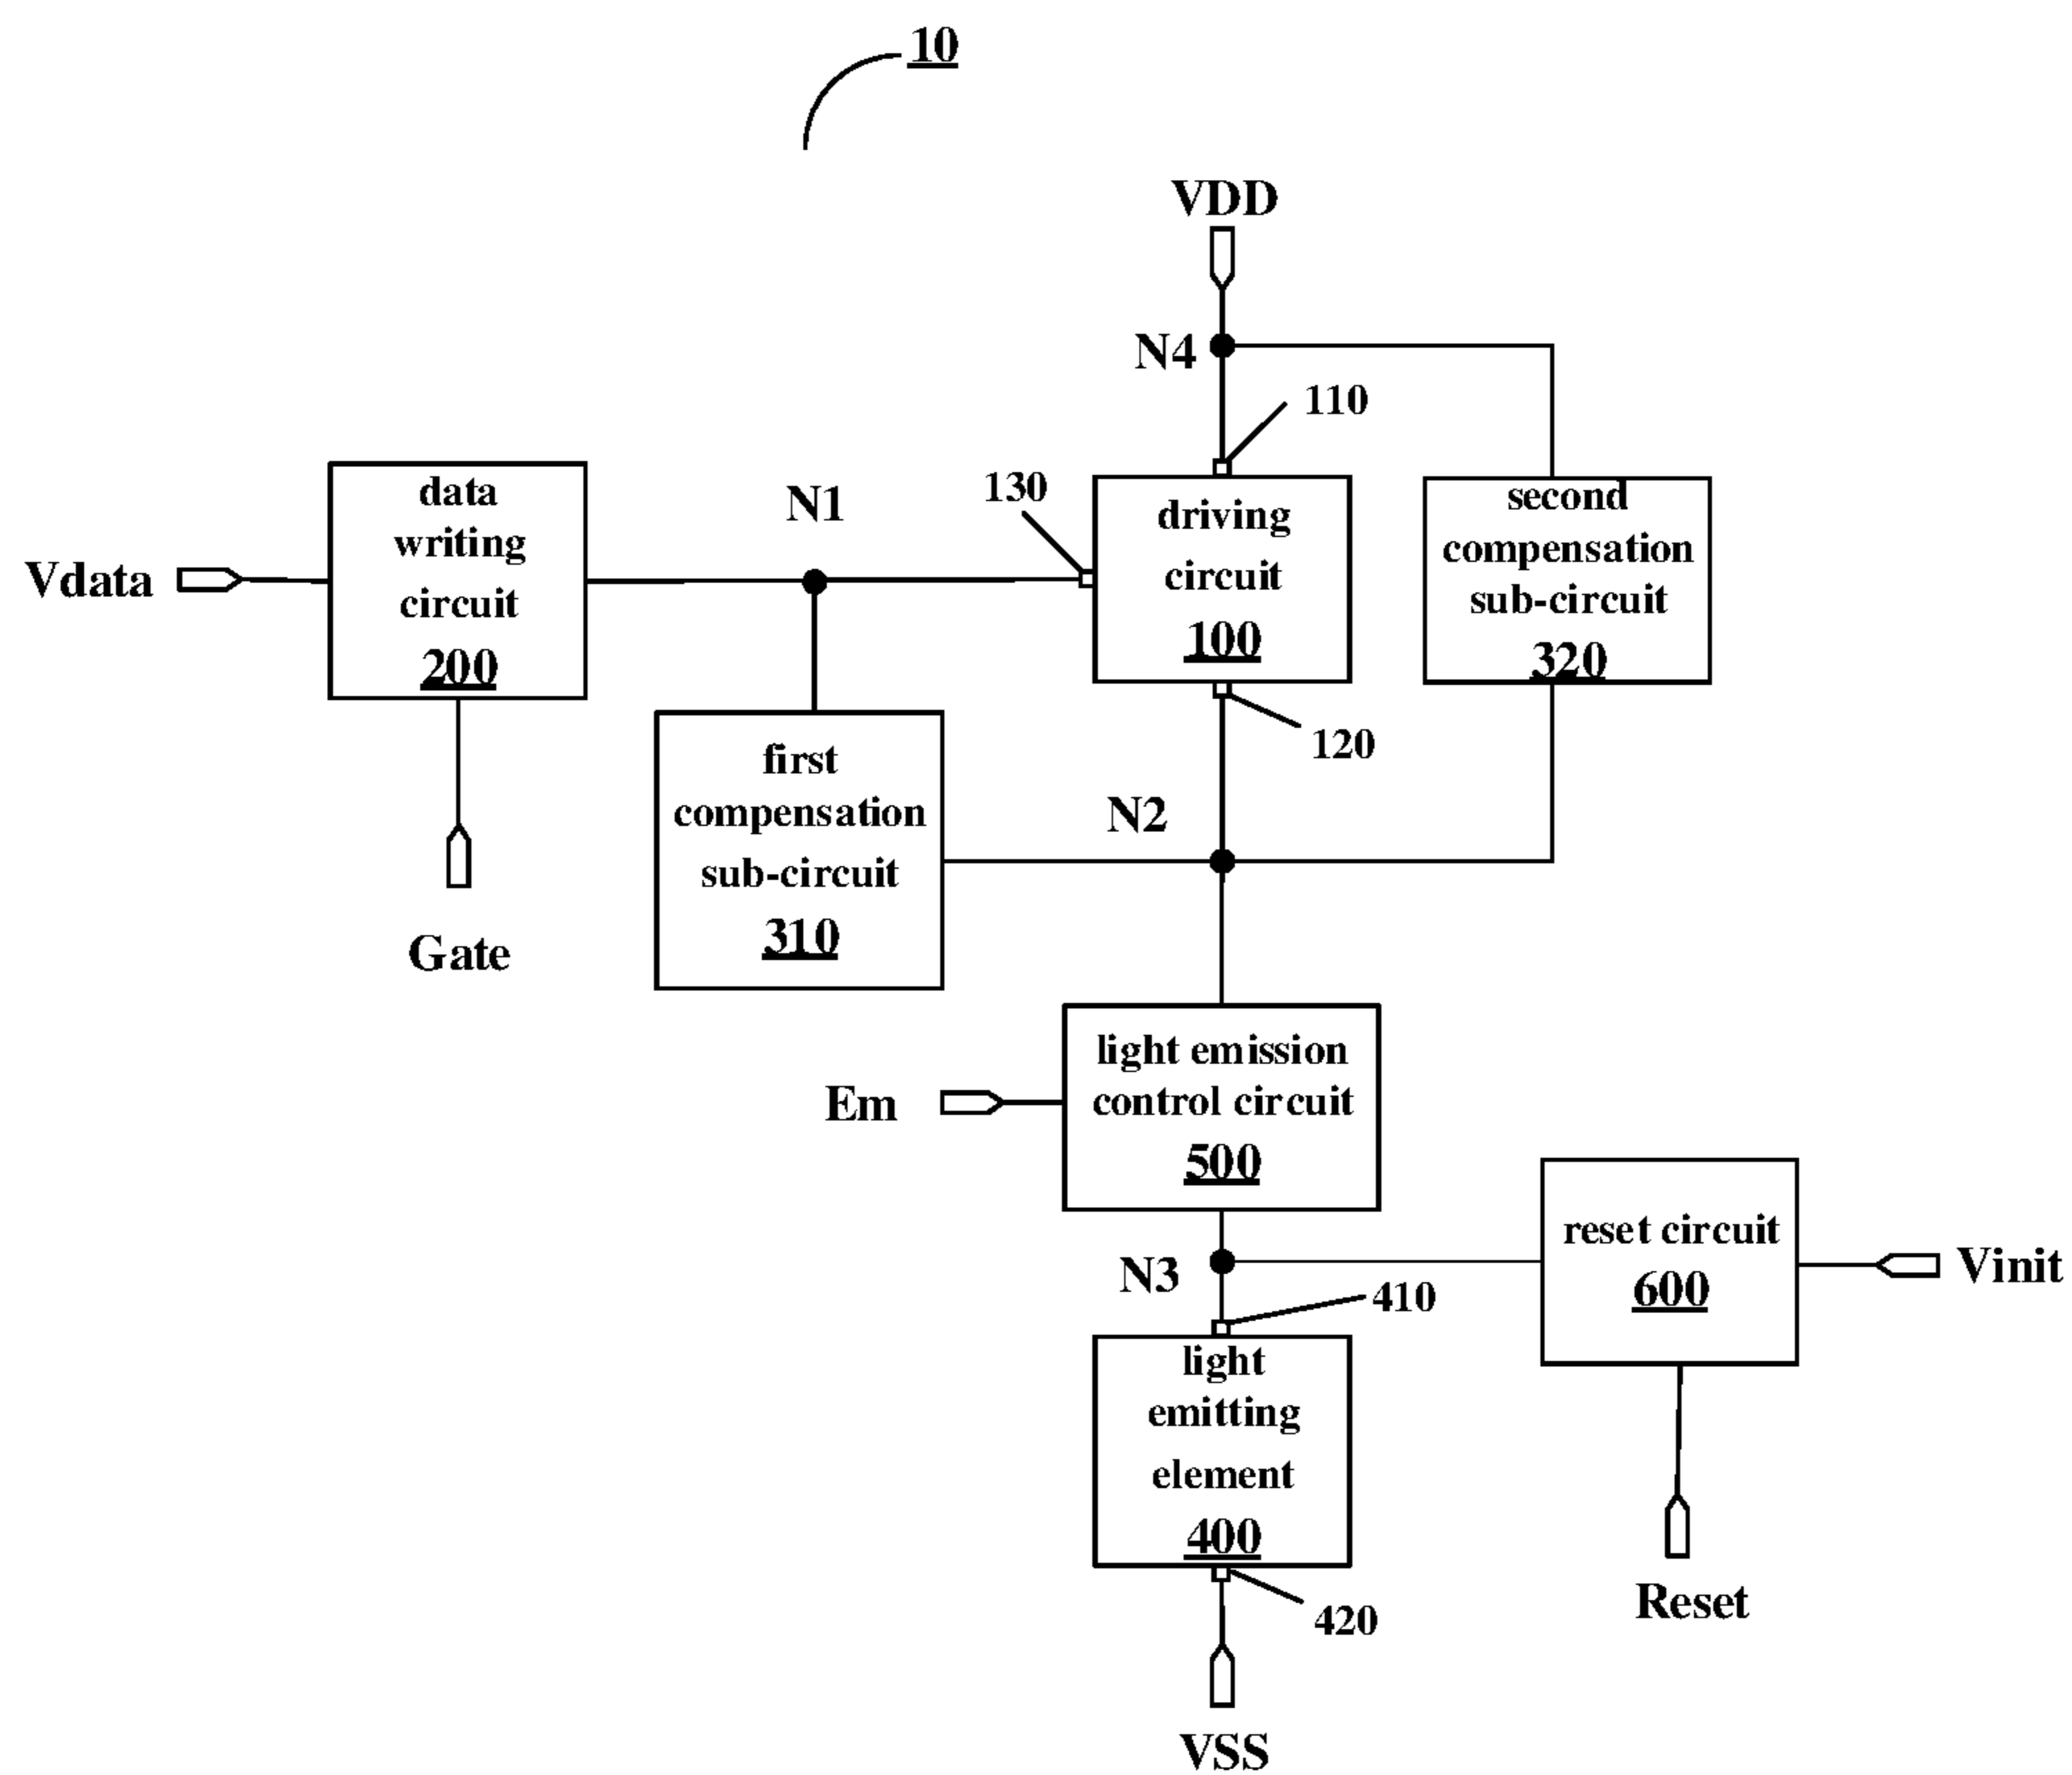 10
VDD
N4
110
130
N1
data
writing
circuit
200
driving
circuit
100
second
compensation
sub-circuit
320
Vdata
120
first
compensation
sub-circuit
310
N2
Gate
light emission
control circuit
500
Em
reset circuit
600
Vinit
N3
410
light
emitting
element
400
Reset
420
VSS